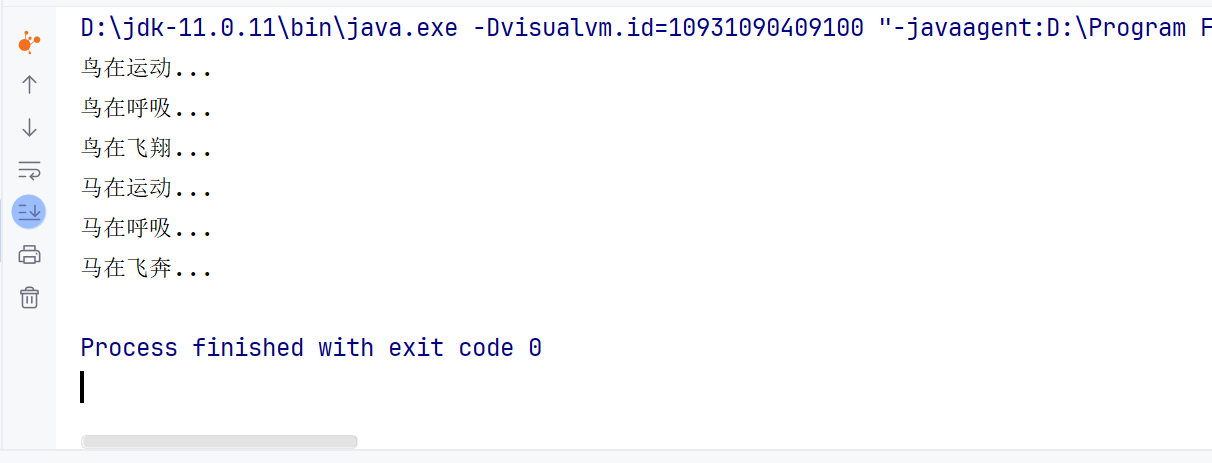 D:\jdk-11.0.11\bin\java.exe -Dvisualvm.id=10931090409100 "-javaagent:D:\Program F
鸟在运动...
鸟在呼吸...
鸟在飞翔...
马在运动...
马在呼吸...
马在飞奔...
Process finished with exit code 0